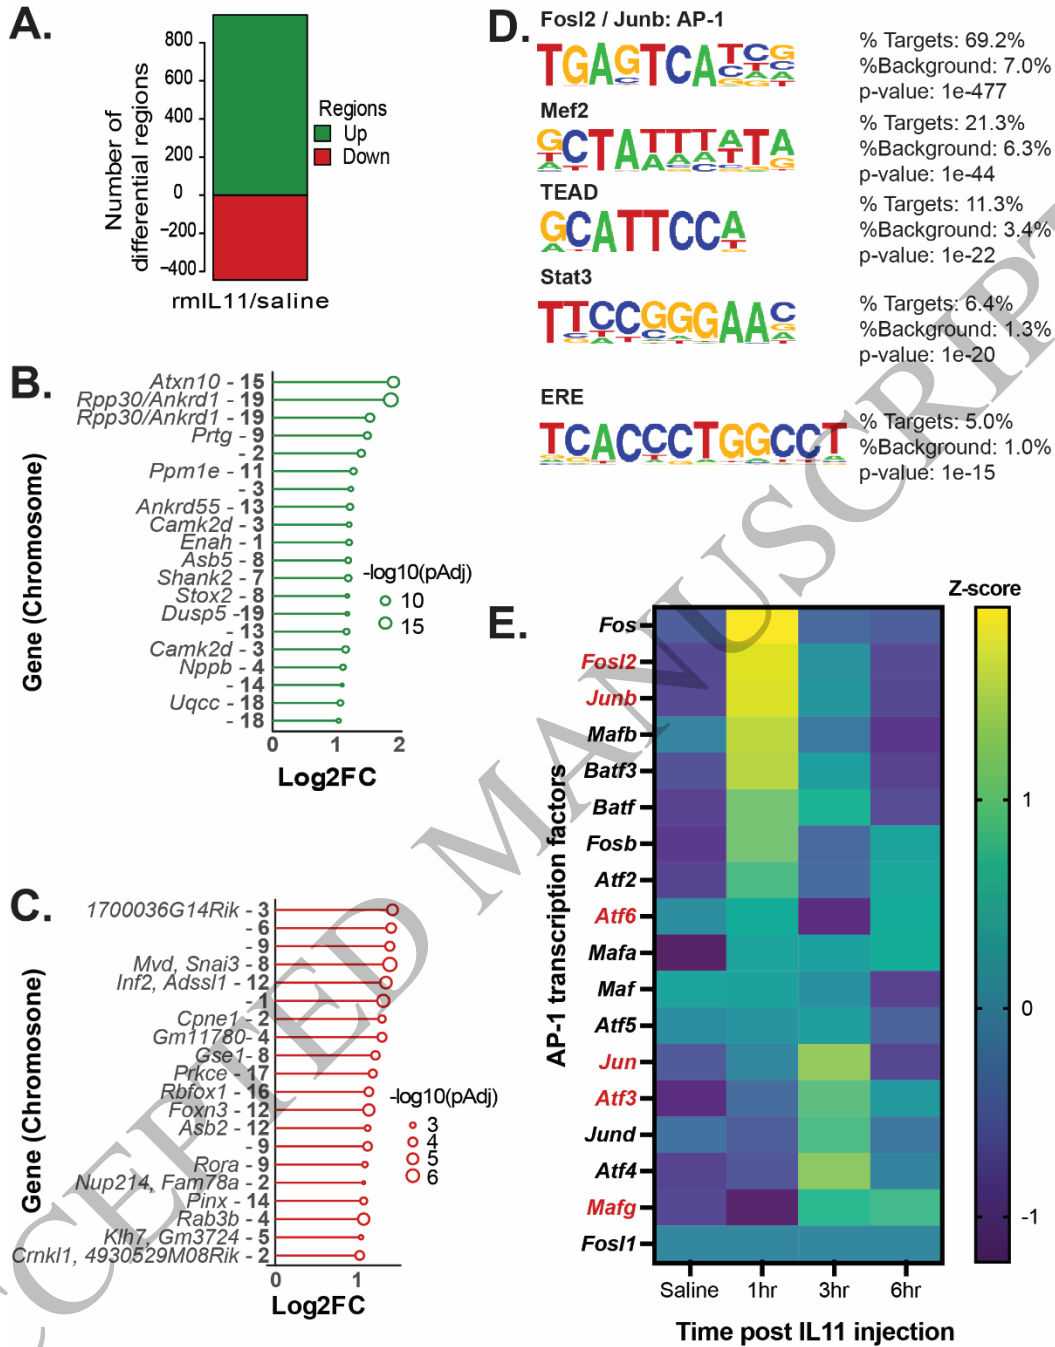 A.
Number of
differential regions
800
600
400
200
0
−200
−400
Regions
Up
Down
rmIL11/saline
B.
Gene (Chromosome)
Atxn10 - 15
Rpp30/Ankrd1 - 19
Rpp30/Ankrd1 - 19
Prtg - 9
- 2
Ppm1e - 11
- 3
Ankrd55 - 13
Camk2d - 3
Enah - 1
Asb5 - 8
Shank2 - 7
Stox2 - 8
Dusp5 - 19
- 13
Camk2d - 3
Nppb - 4
- 14
Uqcc - 18
- 18
0 1 2
Log2FC
-log10(pAdj)
10
15
C.
Gene (Chromosone)
1700036G14Rik - 3
- 6
- 9
Mvd, Snai3 - 8
Inf2, Adssl1 - 12
- 1
Cpne1 - 2
Gm11780- 4
Gse1- 8
Prkce - 17
Rbfox1 - 16
Foxn3 - 12
Asb2 - 12
- 9
Rora - 9
Nup214, Fam78a - 2
Pinx - 14
Rab3b - 4
Klh7, Gm3724 - 5
Crnkl1, 4930529M08Rik - 2
0 1
Log2FC
-log10(pAdj)
3
4
5
6
D.
Fosl2 / Junb: AP-1
TGAGTCATCG
% Targets: 69.2%
%Background: 7.0%
p-value: 1e-477
Mef2
GCTATTTATA
% Targets: 21.3%
%Background: 6.3%
p-value: 1e-44
TEAD
GCATTCCA
% Targets: 11.3%
%Background: 3.4%
p-value: 1e-22
Stat3
TTCCGGGAAC
% Targets: 6.4%
%Background: 1.3%
p-value: 1e-20
ERE
TCACCCTGGCCT
% Targets: 5.0%
%Background: 1.0%
p-value: 1e-15
E.
AP-1 transcription factors
Fos
Fosl2
Junb
Mafb
Batf3
Batf
Fosb
Atf2
Atf6
Mafa
Maf
Atf5
Jun
Atf3
Jund
Atf4
Mafg
Fosl1
Saline 1hr 3hr 6hr
Time post IL11 injection
Z-score
1
0
-1
CCEPTED MANUSCRIPT